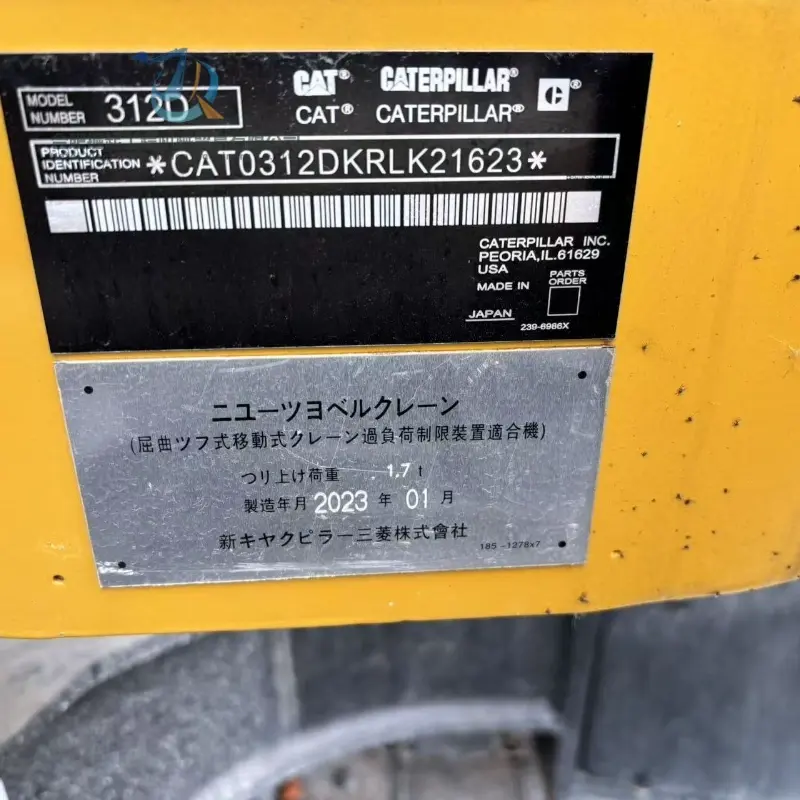 MODEL NUMBER 312D
CAT® CATERPILLAR® C®
CAT® CATERPILLAR®
PRODUCT IDENTIFICATION NUMBER *CAT0312DKRLK21623*
CATERPILLAR INC.
PEORIA,IL.61629
USA
MADE IN
JAPAN
PARTS ORDER
239-6986X
ニユーツヨベルクレーン
(屈曲ツフ式移動式クレーン過負荷制限装置適合機)
つり上げ荷重 1.7 t
製造年月 2023 年 01 月
新キヤクピラー三菱株式會社
185-1278x7